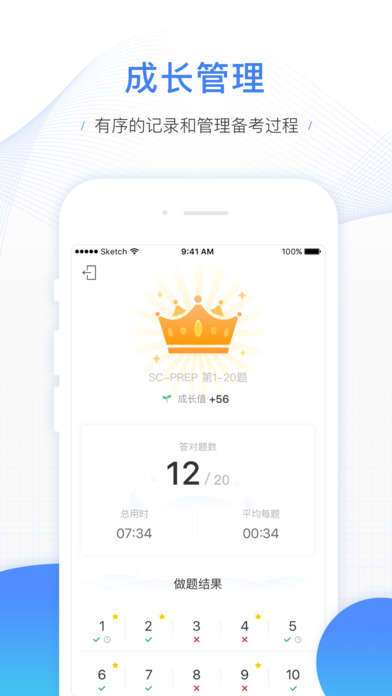 成长管理
/ 有序的记录和管理备考过程 /
Sketch 9:41 AM 100%
SC-PREP 第1-20题
成长值 +56
答对题数
12 / 20
总用时 平均每题
07:34 00:34
做题结果
1 2 3 4 5
6 7 8 9 10